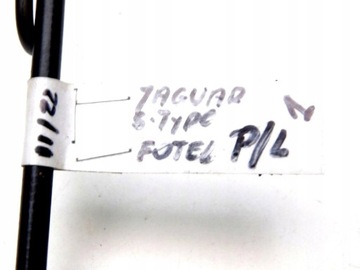 JAGUAR
S-TYPE
FOTEL P/L
11/22